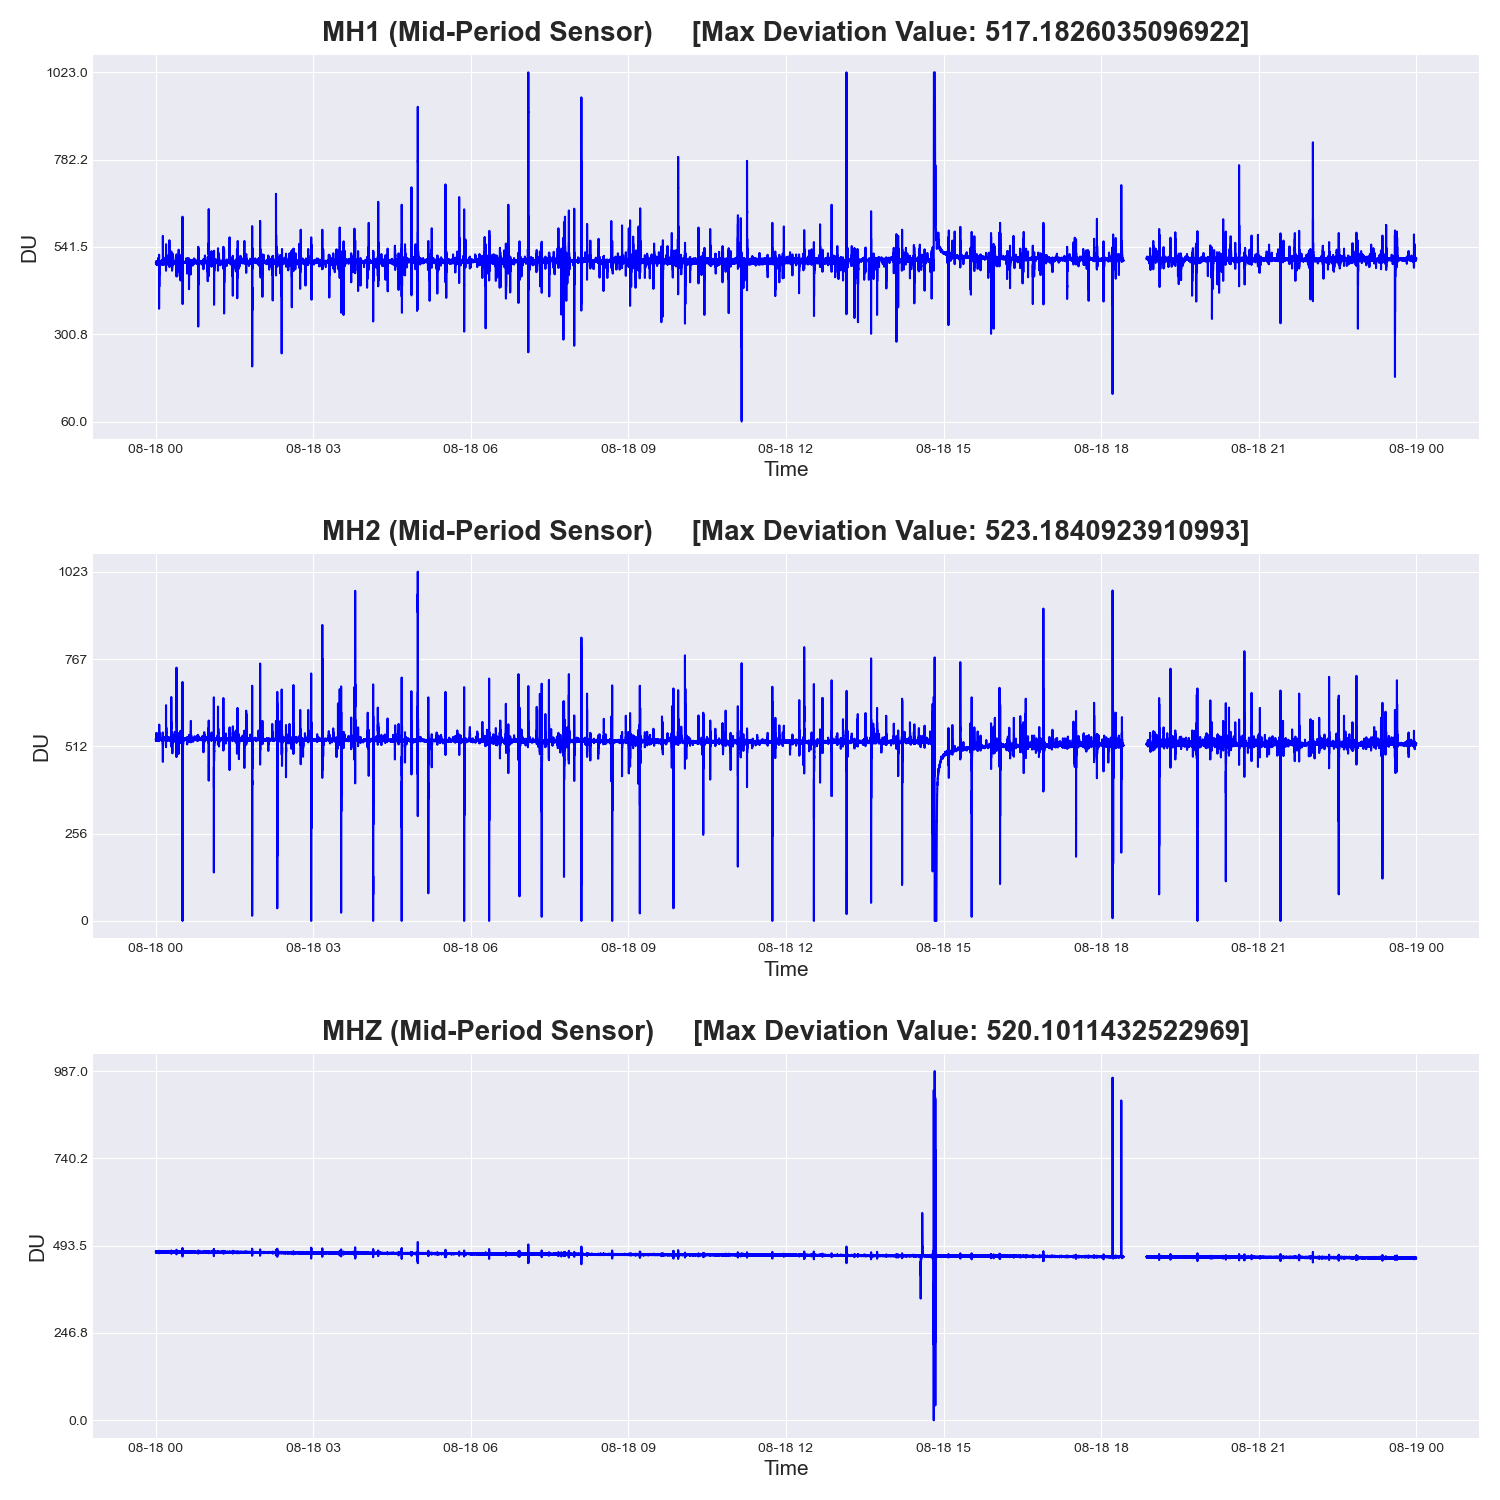 MH1 (Mid-Period Sensor) [Max Deviation Value: 517.1826035096922]
1023.0
782.2
541.5
300.8
60.0
DU
08-18 00 08-18 03 08-18 06 08-18 09 08-18 12 08-18 15 08-18 18 08-18 21 08-19 00
Time
MH2 (Mid-Period Sensor) [Max Deviation Value: 523.1840923910993]
1023
767
512
256
0
DU
08-18 00 08-18 03 08-18 06 08-18 09 08-18 12 08-18 15 08-18 18 08-18 21 08-19 00
Time
MHZ (Mid-Period Sensor) [Max Deviation Value: 520.1011432522969]
987.0
740.2
493.5
246.8
0.0
DU
08-18 00 08-18 03 08-18 06 08-18 09 08-18 12 08-18 15 08-18 18 08-18 21 08-19 00
Time